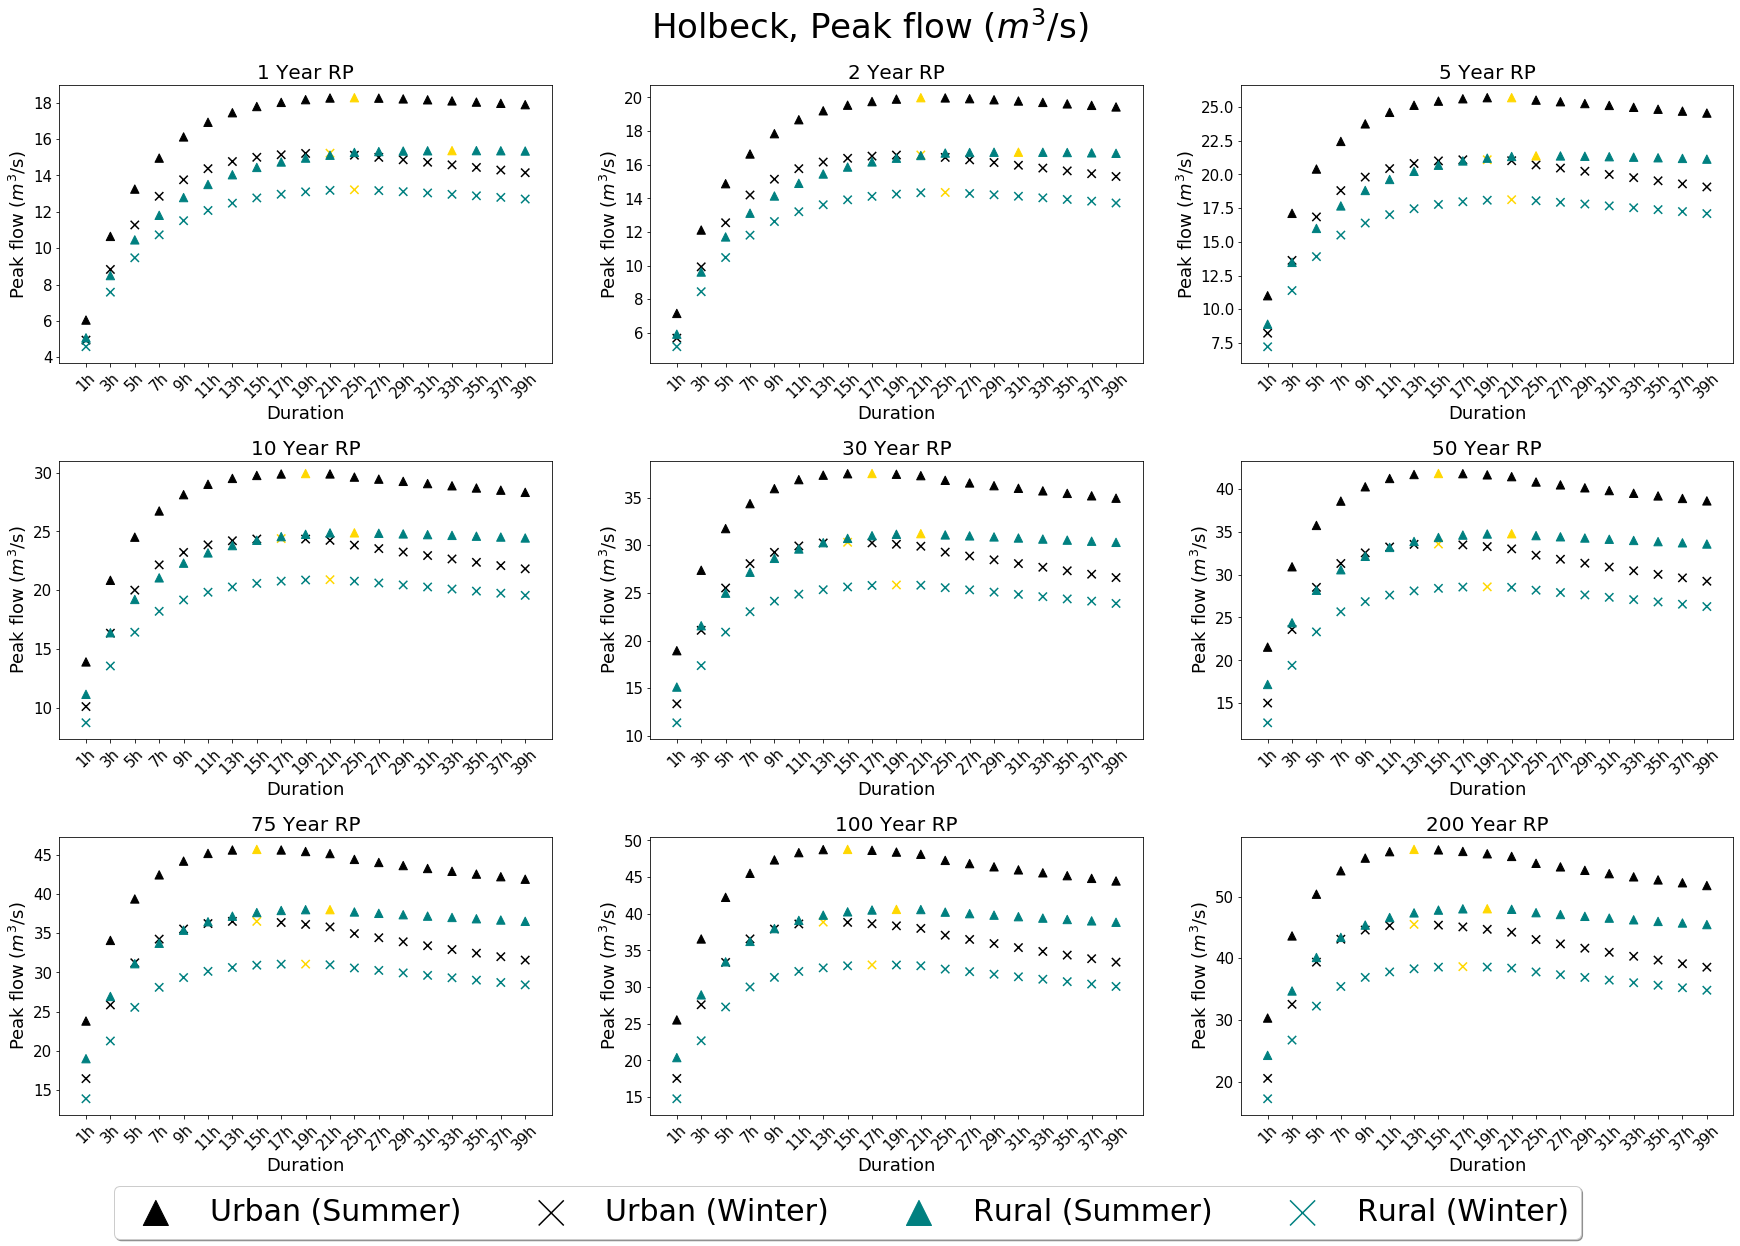 Holbeck, Peak flow (m³/s)
1 Year RP
Peak flow (m³/s)
18
16
14
12
10
8
6
4
1h 3h 5h 7h 9h 11h 13h 15h 17h 19h 21h 25h 27h 29h 31h 33h 35h 37h 39h
Duration
2 Year RP
Peak flow (m³/s)
20
18
16
14
12
10
8
6
1h 3h 5h 7h 9h 11h 13h 15h 17h 19h 21h 25h 27h 29h 31h 33h 35h 37h 39h
Duration
5 Year RP
Peak flow (m³/s)
25.0
22.5
20.0
17.5
15.0
12.5
10.0
7.5
1h 3h 5h 7h 9h 11h 13h 15h 17h 19h 21h 25h 27h 29h 31h 33h 35h 37h 39h
Duration
10 Year RP
Peak flow (m³/s)
30
25
20
15
10
1h 3h 5h 7h 9h 11h 13h 15h 17h 19h 21h 25h 27h 29h 31h 33h 35h 37h 39h
Duration
30 Year RP
Peak flow (m³/s)
35
30
25
20
15
10
1h 3h 5h 7h 9h 11h 13h 15h 17h 19h 21h 25h 27h 29h 31h 33h 35h 37h 39h
Duration
50 Year RP
Peak flow (m³/s)
40
35
30
25
20
15
1h 3h 5h 7h 9h 11h 13h 15h 17h 19h 21h 25h 27h 29h 31h 33h 35h 37h 39h
Duration
75 Year RP
Peak flow (m³/s)
45
40
35
30
25
20
15
1h 3h 5h 7h 9h 11h 13h 15h 17h 19h 21h 25h 27h 29h 31h 33h 35h 37h 39h
Duration
100 Year RP
Peak flow (m³/s)
50
45
40
35
30
25
20
15
1h 3h 5h 7h 9h 11h 13h 15h 17h 19h 21h 25h 27h 29h 31h 33h 35h 37h 39h
Duration
200 Year RP
Peak flow (m³/s)
50
40
30
20
1h 3h 5h 7h 9h 11h 13h 15h 17h 19h 21h 25h 27h 29h 31h 33h 35h 37h 39h
Duration
Urban (Summer) Urban (Winter) Rural (Summer) Rural (Winter)